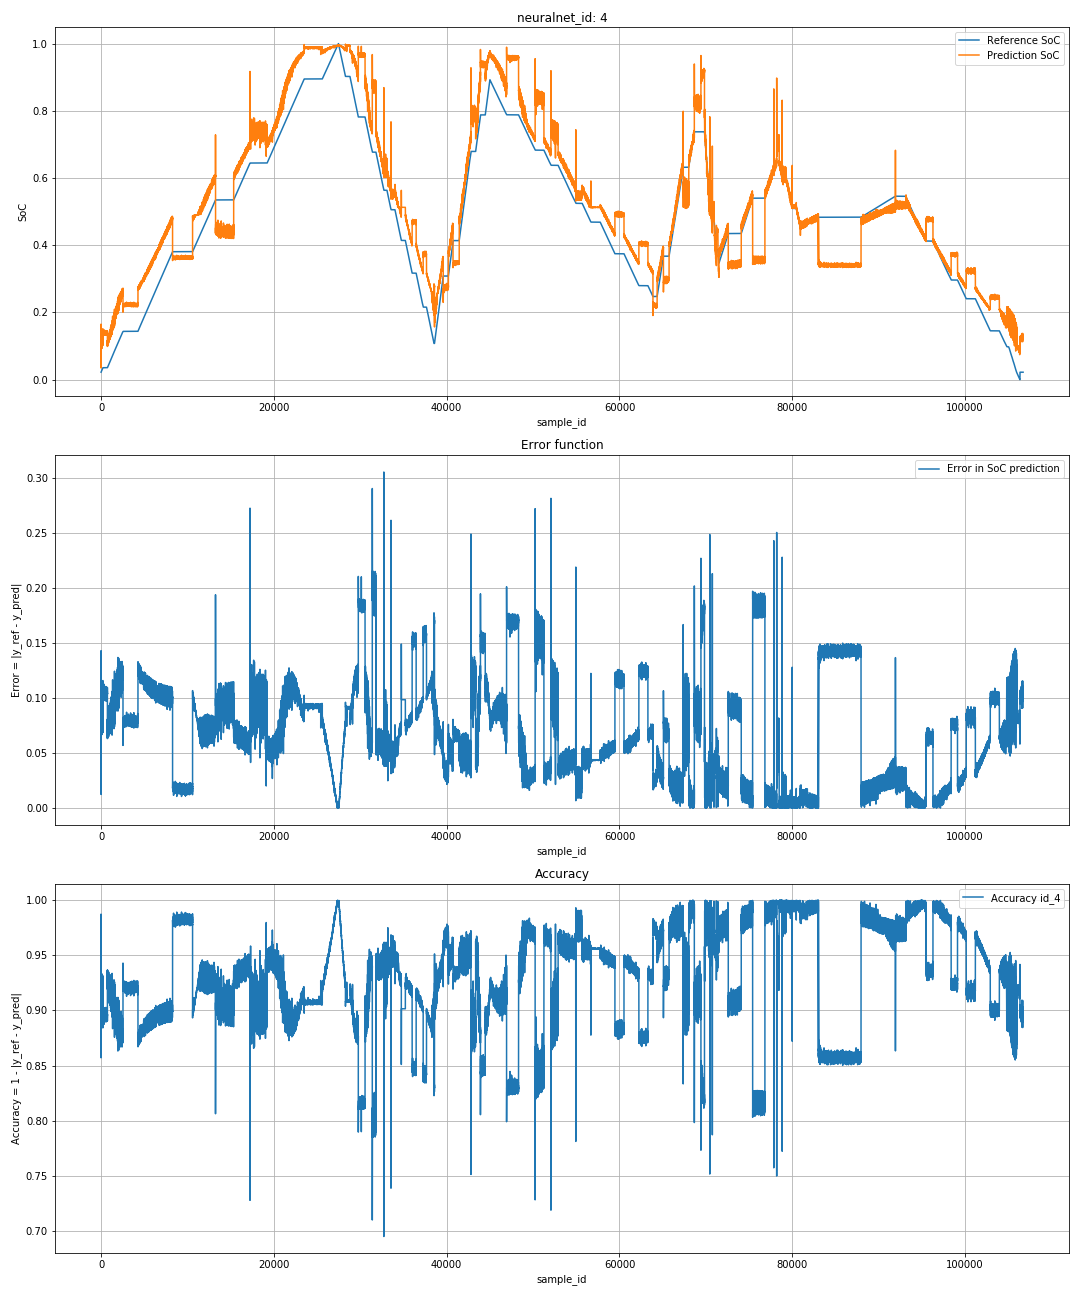 neuralnet_id: 4
Reference SoC
Prediction SoC
1.0
0.8
0.6
0.4
0.2
0.0
SoC
0 20000 40000 60000 80000 100000
sample_id
Error function
Error in SoC prediction
0.30
0.25
0.20
0.15
0.10
0.05
0.00
Error = |y_ref - y_pred|
0 20000 40000 60000 80000 100000
sample_id
Accuracy
Accuracy id_4
1.00
0.95
0.90
0.85
0.80
0.75
0.70
Accuracy = 1 - |y_ref - y_pred|
0 20000 40000 60000 80000 100000
sample_id